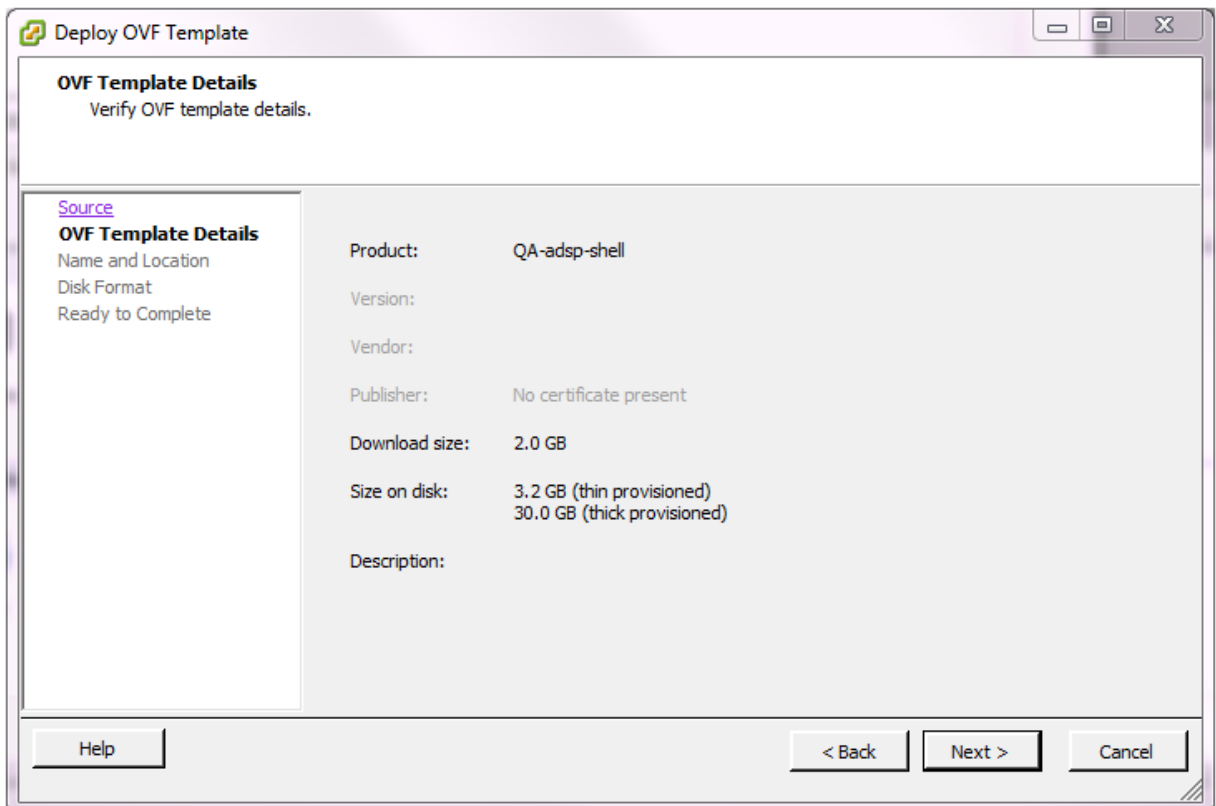 Deploy OVF Template
OVF Template Details
Verify OVF template details.
Source
OVF Template Details
Name and Location
Disk Format
Ready to Complete
Product: QA-adsp-shell
Version:
Vendor:
Publisher: No certificate present
Download size: 2.0 GB
Size on disk: 3.2 GB (thin provisioned)
30.0 GB (thick provisioned)
Description:
Help
< Back
Next >
Cancel